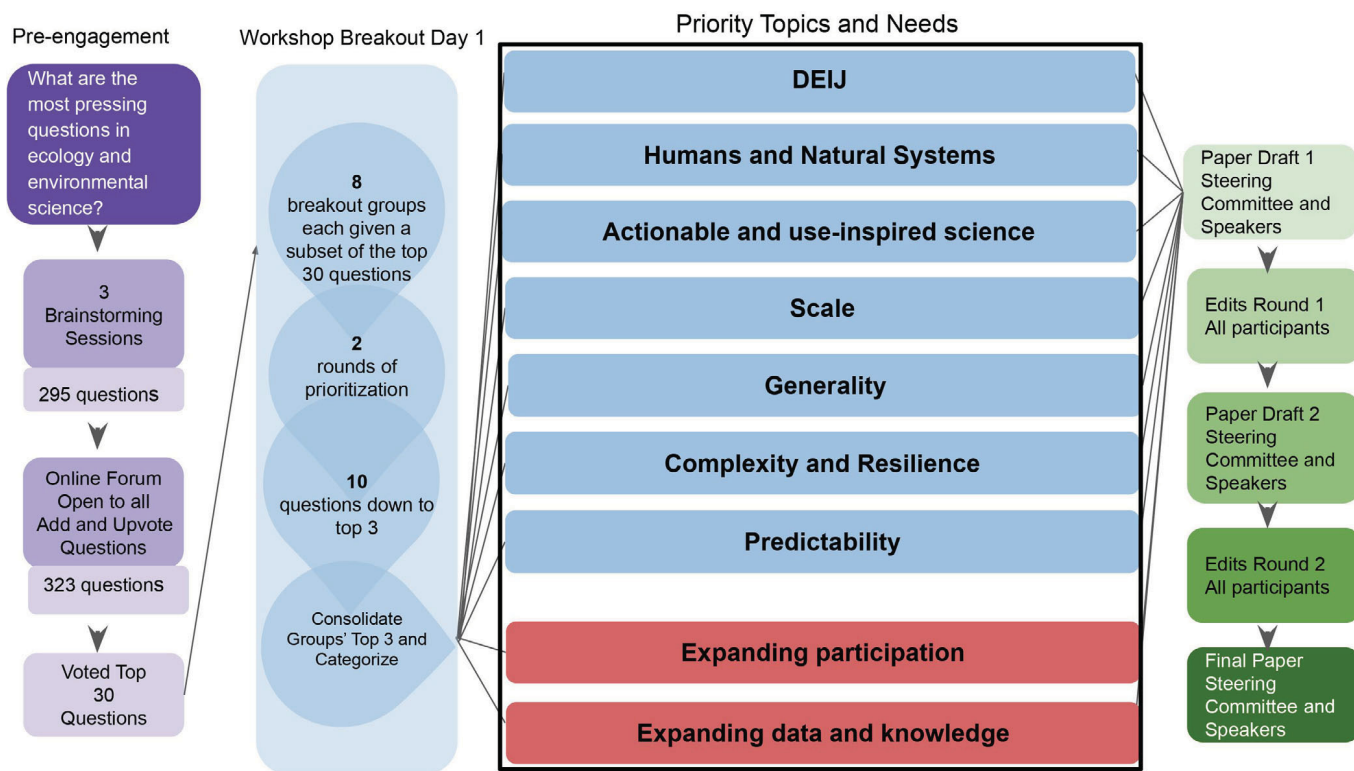 Pre-engagement
What are the
most pressing
questions in
ecology and
environmental
science?
3
Brainstorming
Sessions
295 questions
Online Forum
Open to all
Add and Upvote
Questions
323 questions
Voted Top
30
Questions
Workshop Breakout Day 1
8
breakout groups
each given a
subset of the top
30 questions
2
rounds of
prioritization
10
questions down to
top 3
Consolidate
Groups' Top 3 and
Categorize
Priority Topics and Needs
DEIJ
Humans and Natural Systems
Actionable and use-inspired science
Scale
Generality
Complexity and Resilience
Predictability
Expanding participation
Expanding data and knowledge
Paper Draft 1
Steering
Committee and
Speakers
Edits Round 1
All participants
Paper Draft 2
Steering
Committee and
Speakers
Edits Round 2
All participants
Final Paper
Steering
Committee and
Speakers